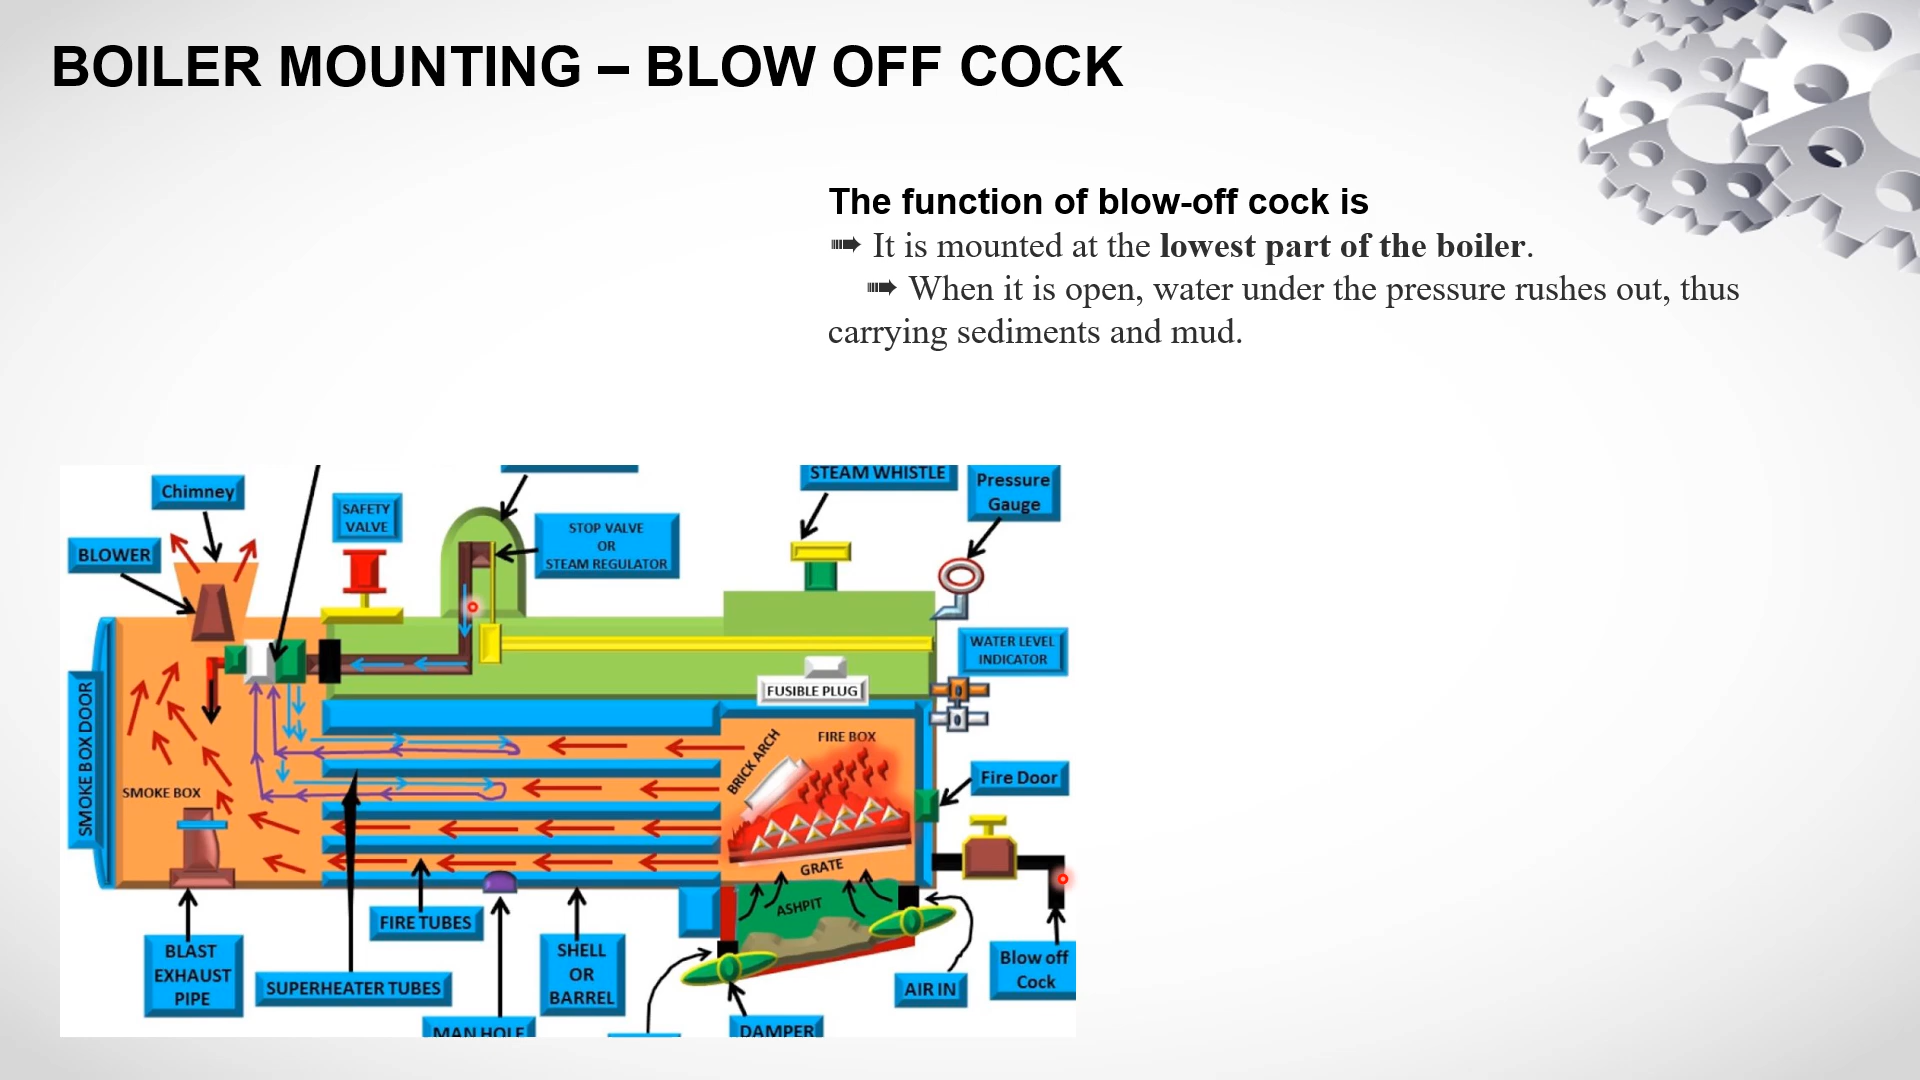 BOILER MOUNTING – BLOW OFF COCK
The function of blow-off cock is
➠ It is mounted at the lowest part of the boiler.
➠ When it is open, water under the pressure rushes out, thus
carrying sediments and mud.
Chimney
SAFETY
VALVE
STOP VALVE
OR
STEAM REGULATOR
STEAM WHISTLE
Pressure
Gauge
BLOWER
WATER LEVEL
INDICATOR
FUSIBLE PLUG
SMOKE BOX DOOR
BRICK ARCH
FIRE BOX
Fire Door
SMOKE BOX
GRATE
ASHPIT
FIRE TUBES
BLAST
EXHAUST
PIPE
SUPERHEATER TUBES
SHELL
OR
BARREL
AIR IN
Blow off
Cock
MAN HOLE
DAMPER